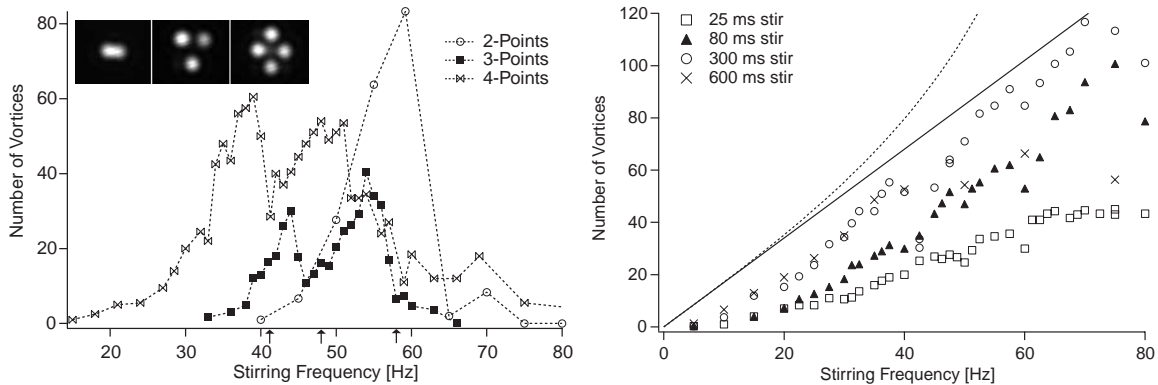 80
60
40
20
0
Number of Vortices
2-Points
3-Points
4-Points
20
30
40
50
60
70
80
Stirring Frequency [Hz]
120
100
80
60
40
20
0
Number of Vortices
25 ms stir
80 ms stir
300 ms stir
600 ms stir
0
20
40
60
80
Stirring Frequency [Hz]